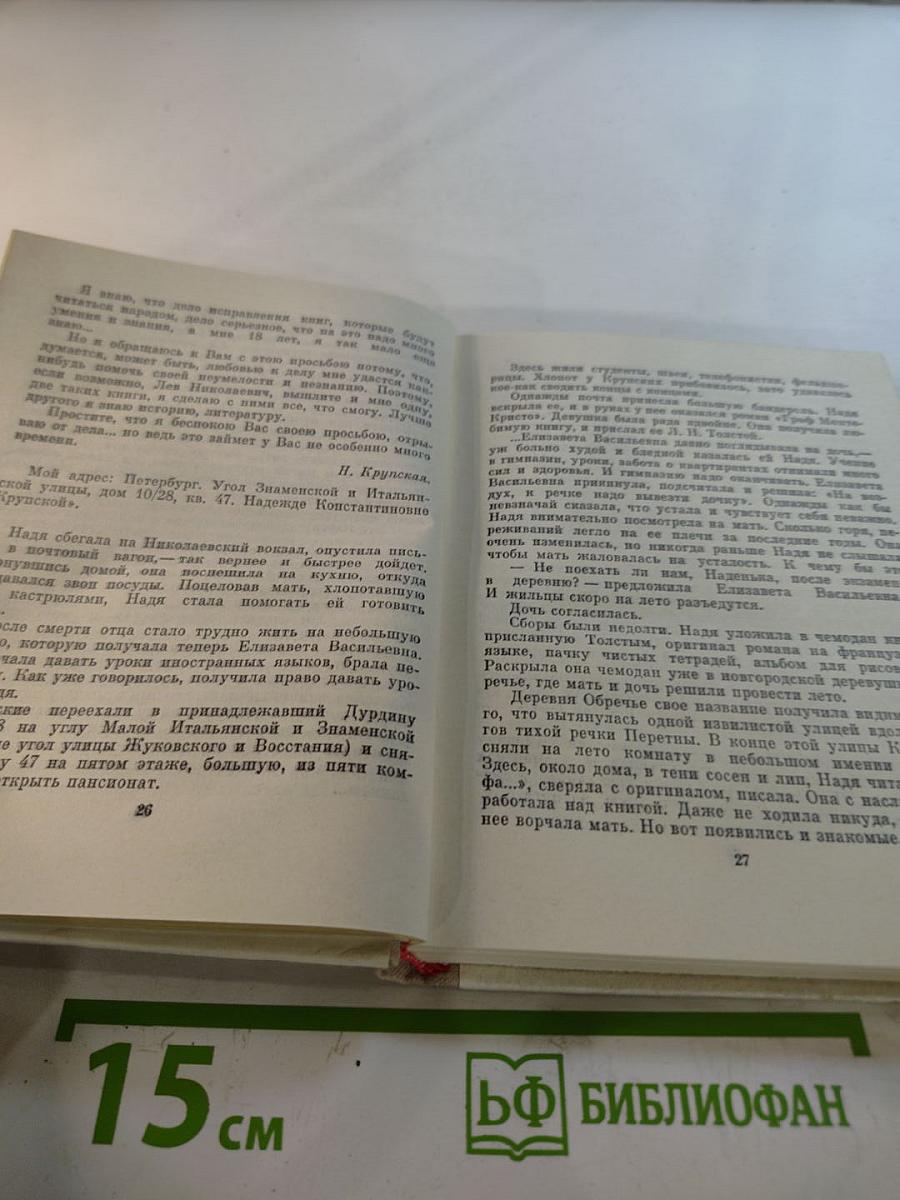 Я знаю, что дело исправления книг, которые будут
читаться народом, дело серьезное, что на это надо много
умения и знания, а мне 18 лет, я так мало еще
знаю...
Но я обращаюсь к Вам с этою просьбою потому, что,
думается, может быть, любовью к делу мне удастся как-
нибудь помочь своей неумелости и незнанию. Поэтому,
если возможно, Лев Николаевич, вышлите и мне одну,
две таких книги, я сделаю с ними все, что смогу. Лучше
другого я знаю историю, литературу.
Простите, что я беспокою Вас своею просьбою, отры-
ваю от дела... но ведь это займет у Вас не особенно много
времени.
Н. Крупская.
Мой адрес: Петербург. Угол Знаменской и Итальян-
ской улицы, дом 10/28, кв. 47. Надежде Константиновне
Крупской».
Надя сбегала на Николаевский вокзал, опустила пись-
в почтовый вагон,— так вернее и быстрее дойдет.
рнувшись домой, она поспешила на кухню, откуда
давался звон посуды. Поцеловав мать, хлопотавшую
кастрюлями, Надя стала помогать ей готовить
осле смерти отца стало трудно жить на небольшую
ю, которую получала теперь Елизавета Васильевна.
чала давать уроки иностранных языков, брала пе-
. Как уже говорилось, получила право давать уро-
дя.
ские переехали в принадлежавший Дурдину
8 на углу Малой Итальянской и Знаменской
е угол улицы Жуковского и Восстания) и сня-
у 47 на пятом этаже, большую, из пяти ком-
открыть пансионат.
26
Здесь жили студенты, швеи, телефонистки, фельдше-
рицы. Хлопот у Крупских прибавилось, зато удавалось
кое-как сводить концы с концами.
Однажды почта принесла большую бандероль. Надя
вскрыла ее, и в руках у нее оказался роман «Граф Монте-
Кристо». Девушка была рада вдвойне. Она получила лю-
бимую книгу, и прислал ее Л. Н. Толстой.
...Елизавета Васильевна давно поглядывала на дочь,—
уж больно худой и бледной казалась ей Надя. Учение
в гимназии, уроки, забота о квартирантах отнимали много
сил и здоровья. И гимназию надо оканчивать. Елизавета
Васильевна прикинула, подсчитала и решила: «На воз-
дух, к речке надо вывезти дочку». Однажды как бы
невзначай сказала, что устала и чувствует себя неважно.
Надя внимательно посмотрела на мать. Сколько горя, пе-
реживаний легло на ее плечи за последние годы. Она
очень изменилась, но никогда раньше Надя не слышала,
чтобы мать жаловалась на усталость. К чему бы это
— Не поехать ли нам, Наденька, после экзамен
в деревню? — предложила Елизавета Васильевна
И жильцы скоро на лето разъедутся.
Дочь согласилась.
Сборы были недолги. Надя уложила в чемодан кни
присланную Толстым, оригинал романа на француз
языке, пачку чистых тетрадей, альбом для рисов
Раскрыла она чемодан уже в новгородской деревушк
речье, где мать и дочь решили провести лето.
Деревня Обречье свое название получила видим
го, что вытянулась одной извилистой улицей вдол
гов тихой речки Перетны. В конце этой улицы К
сняли на лето комнату в небольшом имении
Здесь, около дома, в тени сосен и лип, Надя чита
фа...», сверяла с оригиналом, писала. Она с насл
работала над книгой. Даже не ходила никуда,
нее ворчала мать. Но вот появились и знакомые
27
15 см
ЬФ БИБЛИОФАН